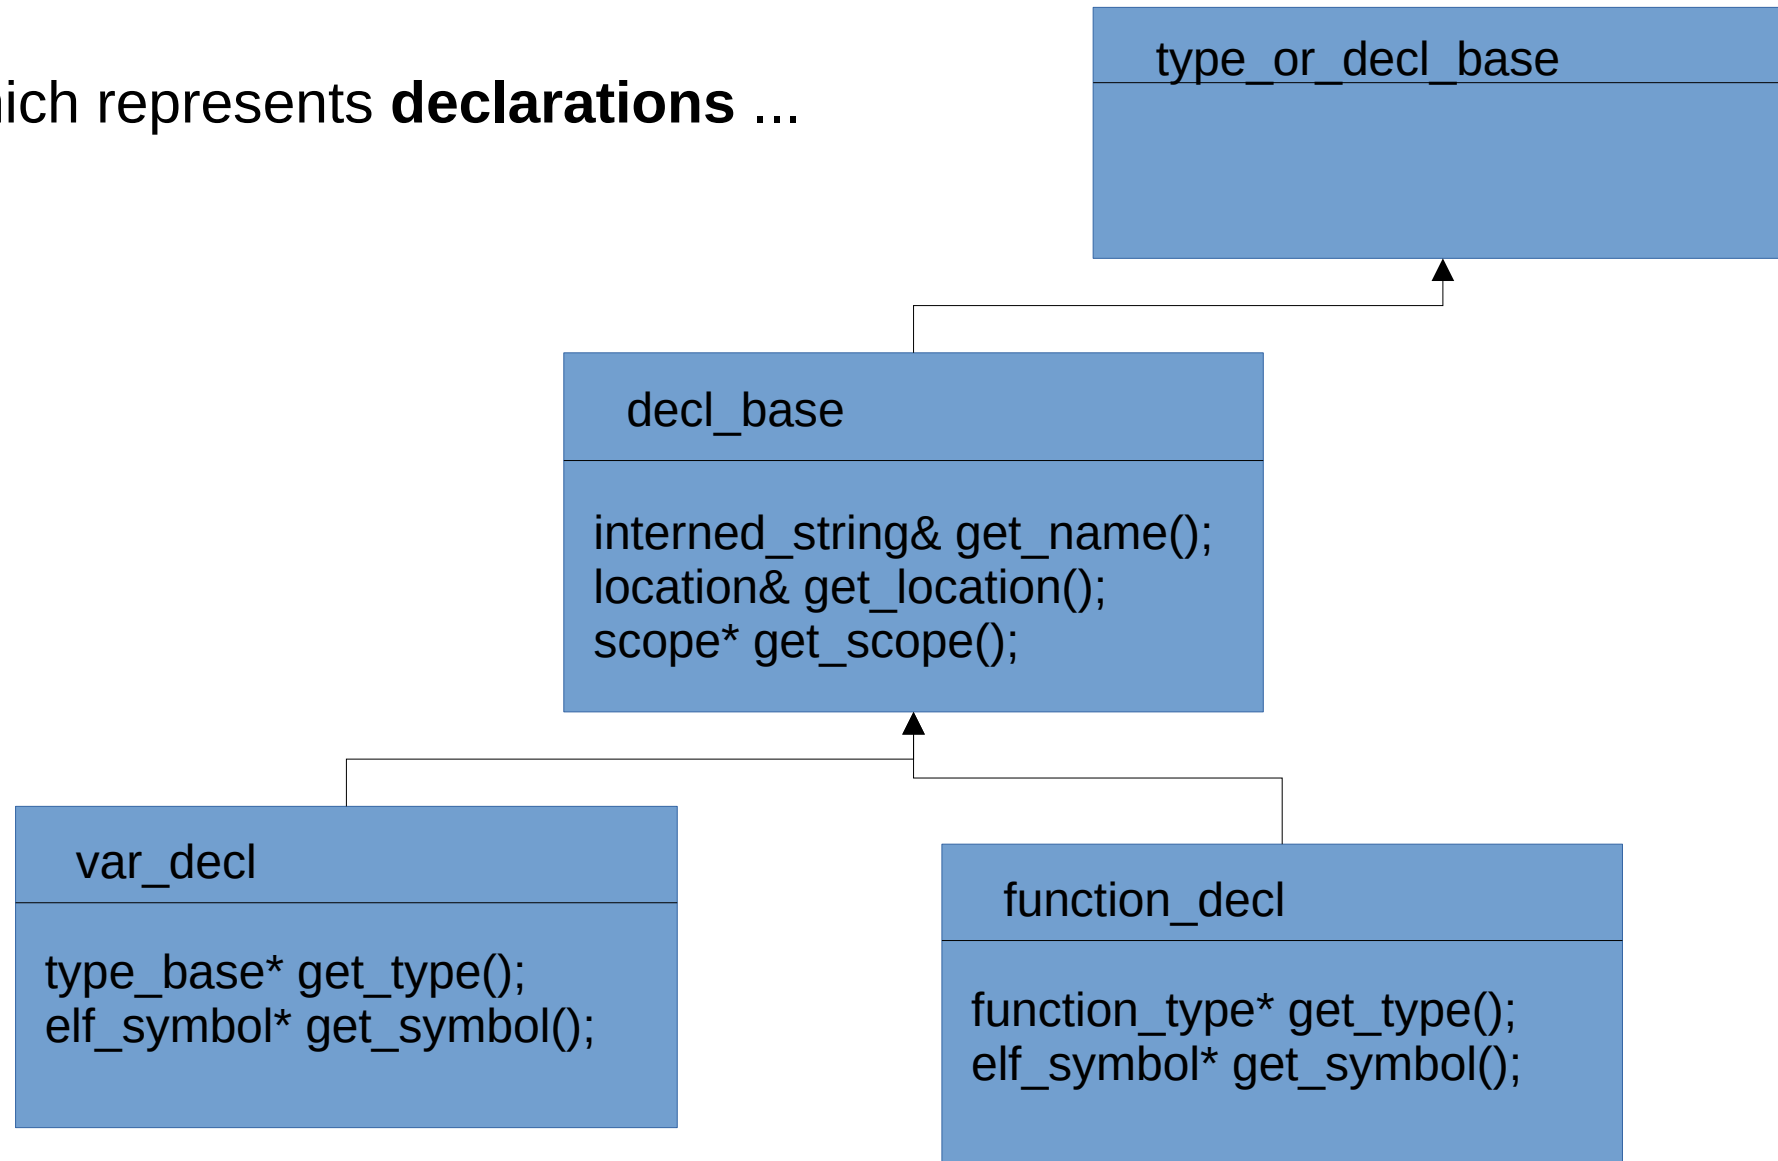 ich represents declarations ...
type_or_decl_base
decl_base
interned_string& get_name();
location& get_location();
scope* get_scope();
var_decl
type_base* get_type();
elf_symbol* get_symbol();
function_decl
function_type* get_type();
elf_symbol* get_symbol();